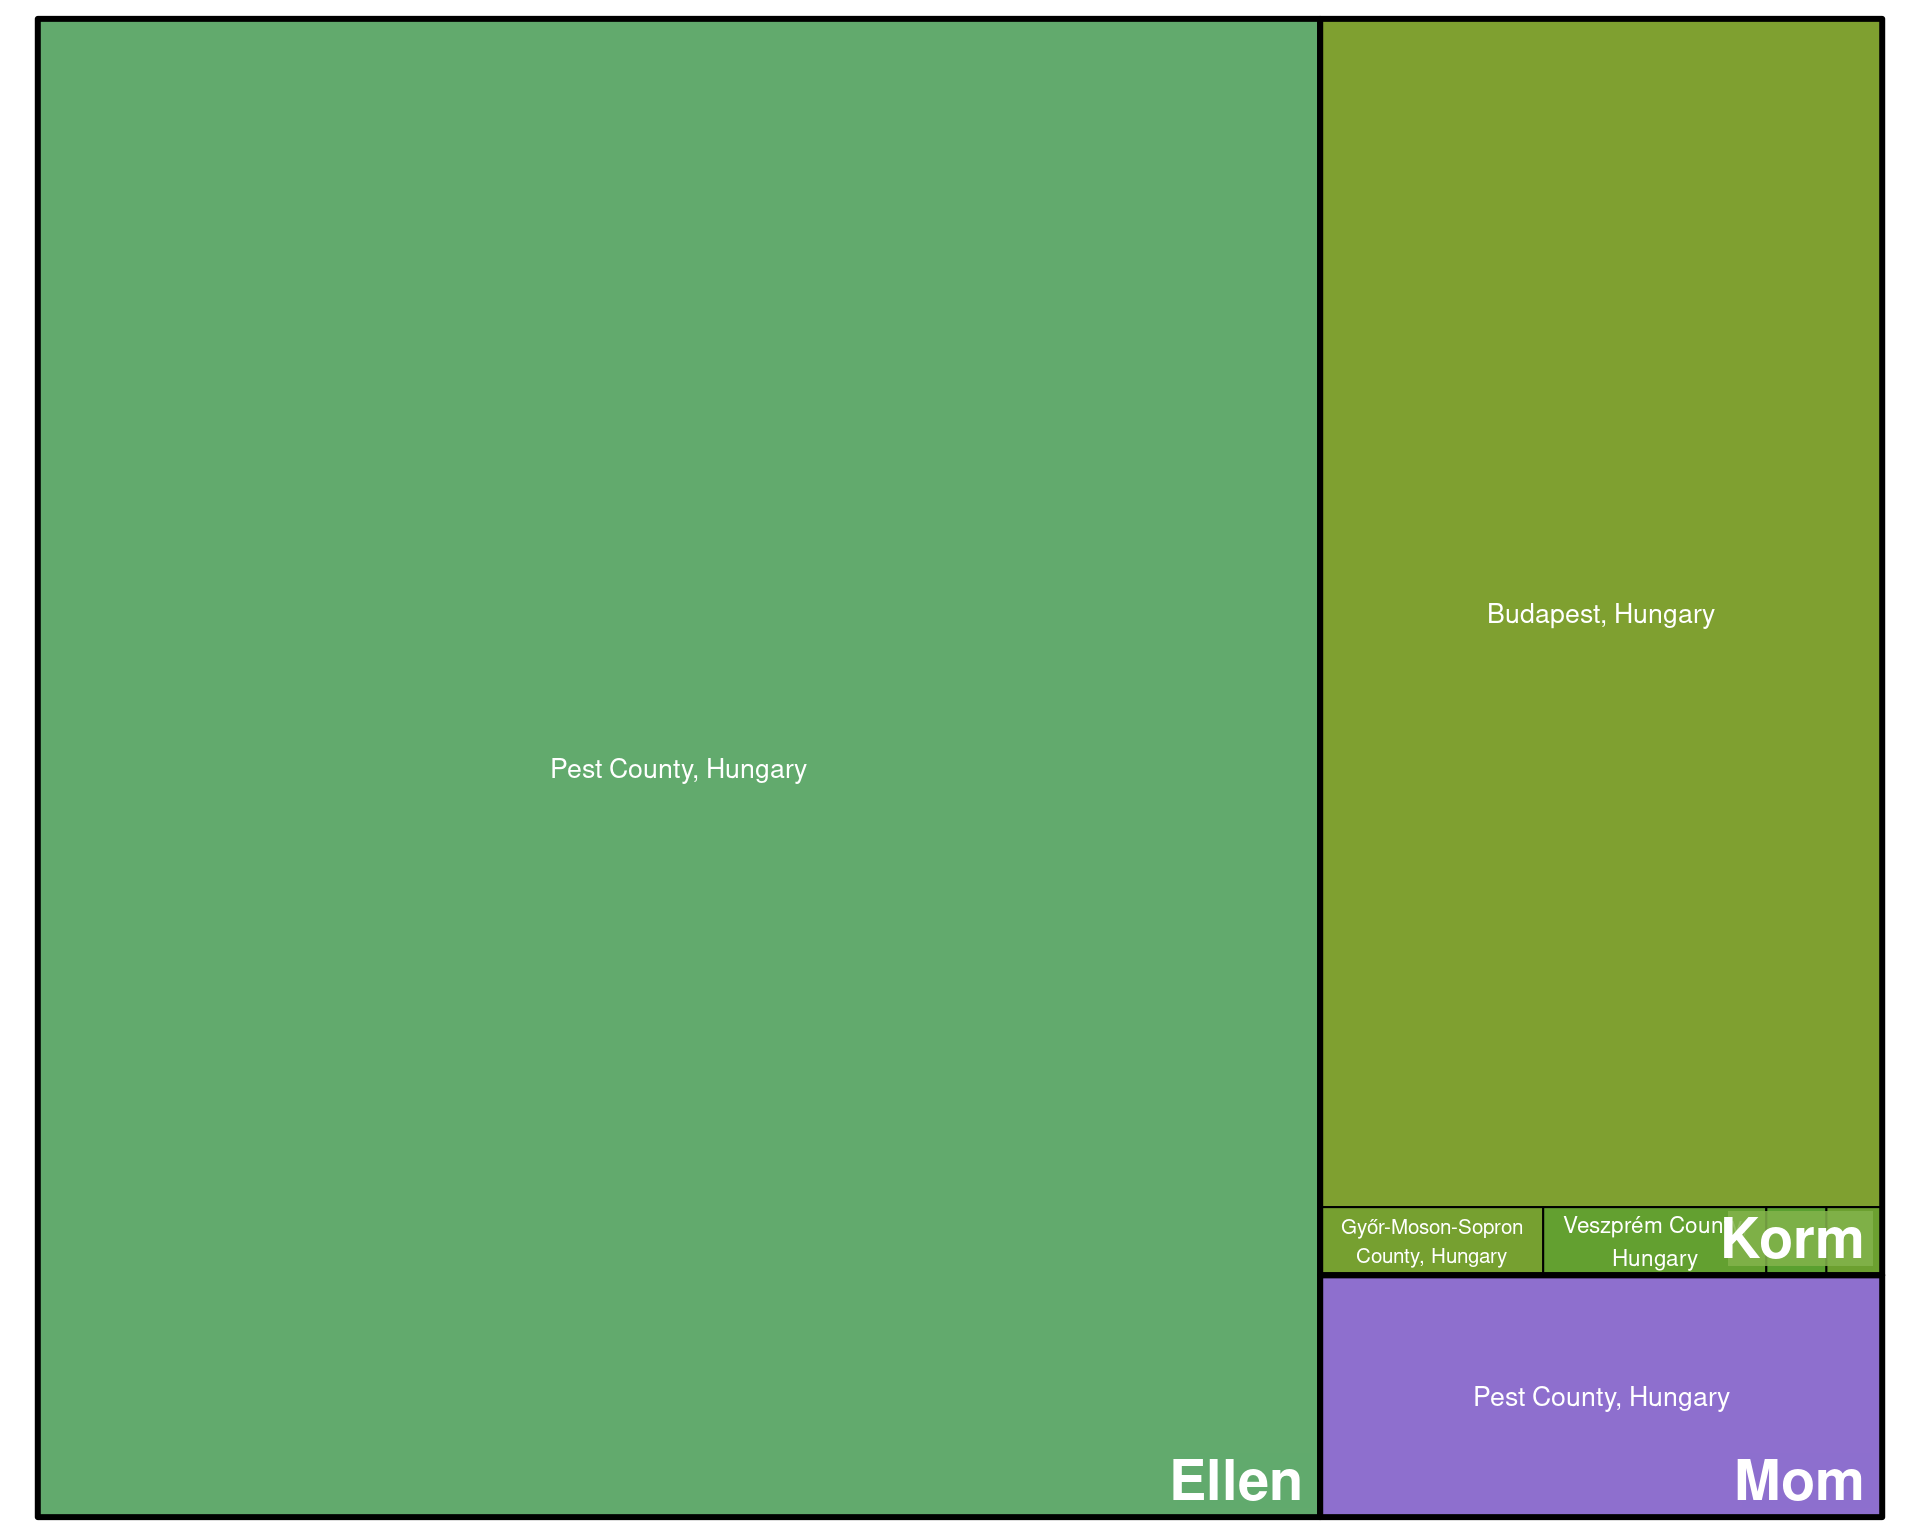 Budapest, Hungary
Pest County, Hungary
Győr-Moson-Sopron
County, Hungary
Veszprém Coun
Hungary
Korm
Pest County, Hungary
Ellen
Mom